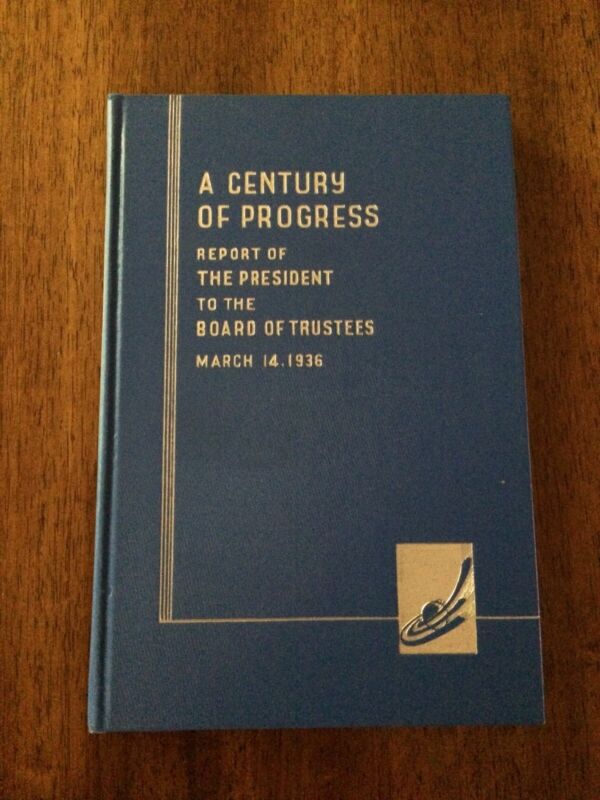 A CENTURY
OF PROGRESS
REPORT OF
THE PRESIDENT
TO THE
BOARD OF TRUSTEES
MARCH 14.1936